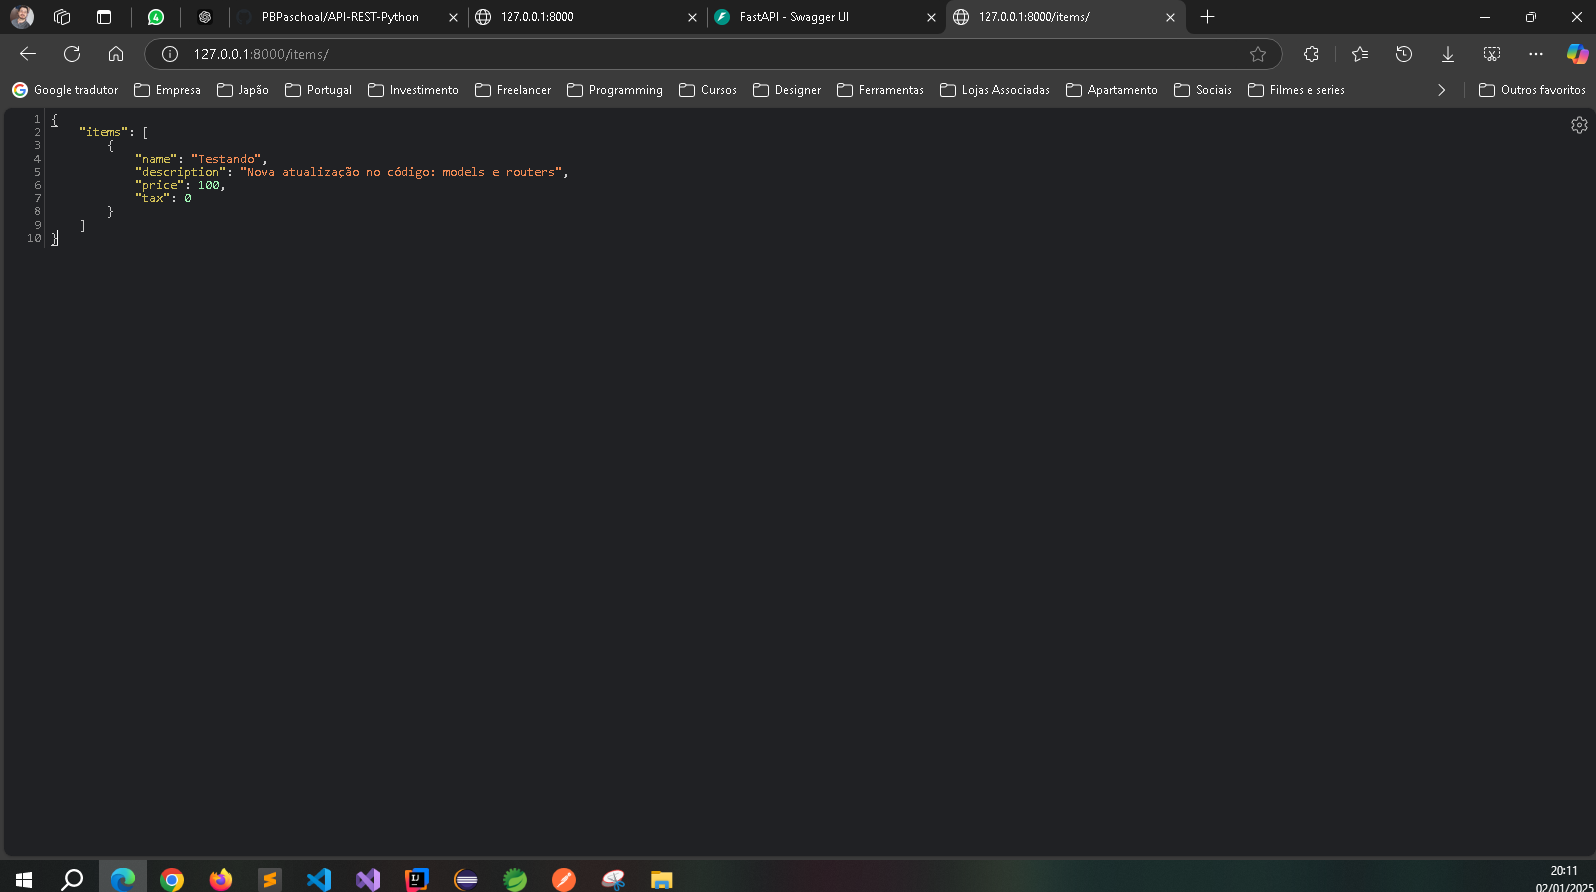 PBPaschoal/API-REST-Python
127.0.0.1:8000
FastAPI - Swagger UI
127.0.0.1:8000/items/
127.0.0.1:8000/items/
Google tradutor
Empresa
Japão
Portugal
Investimento
Freelancer
Programming
Cursos
Designer
Ferramentas
Lojas Associadas
Apartamento
Sociais
Filmes e series
Outros favoritos
1 {
2 "items": [
3 {
4 "name": "Testando",
5 "description": "Nova atualização no código: models e routers",
6 "price": 100,
7 "tax": 0
8 }
9 ]
10 }
20:11
02/01/2025